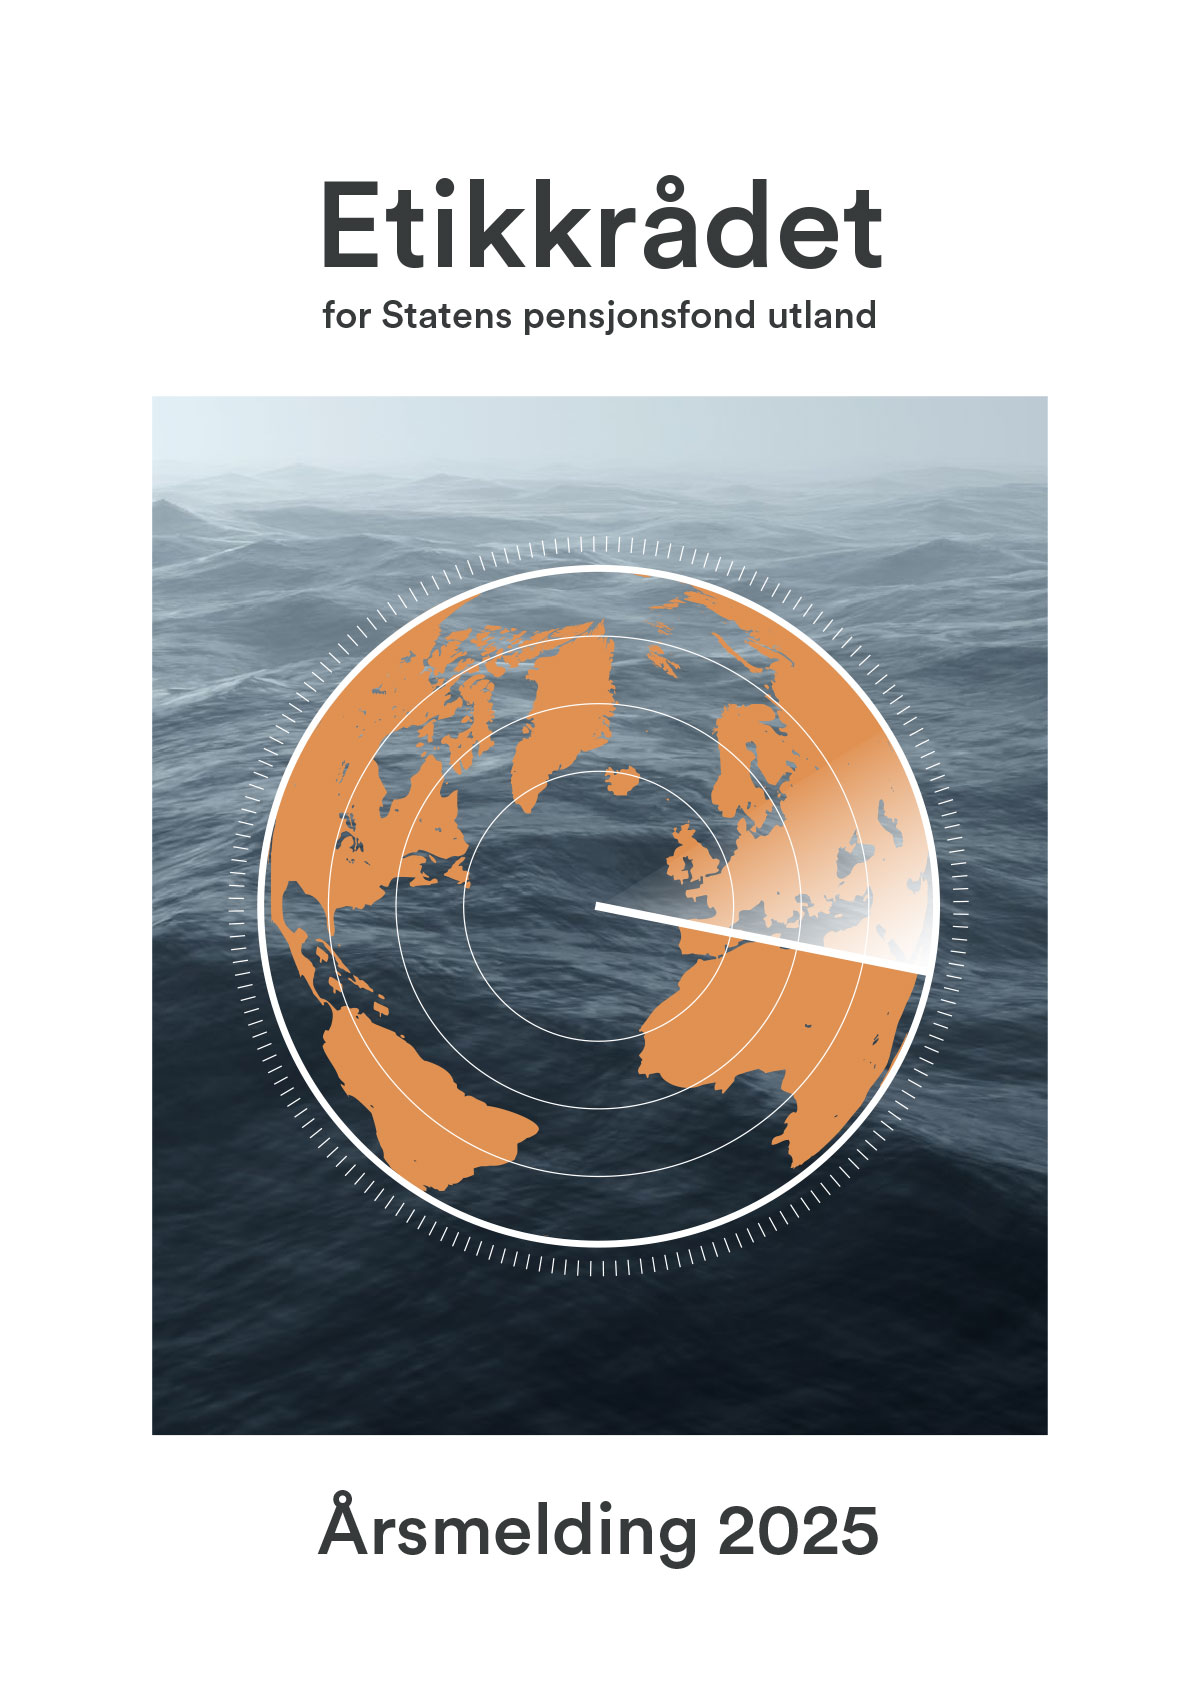 Etikkrådet
for Statens pensjonsfond utland
Årsmelding 2025